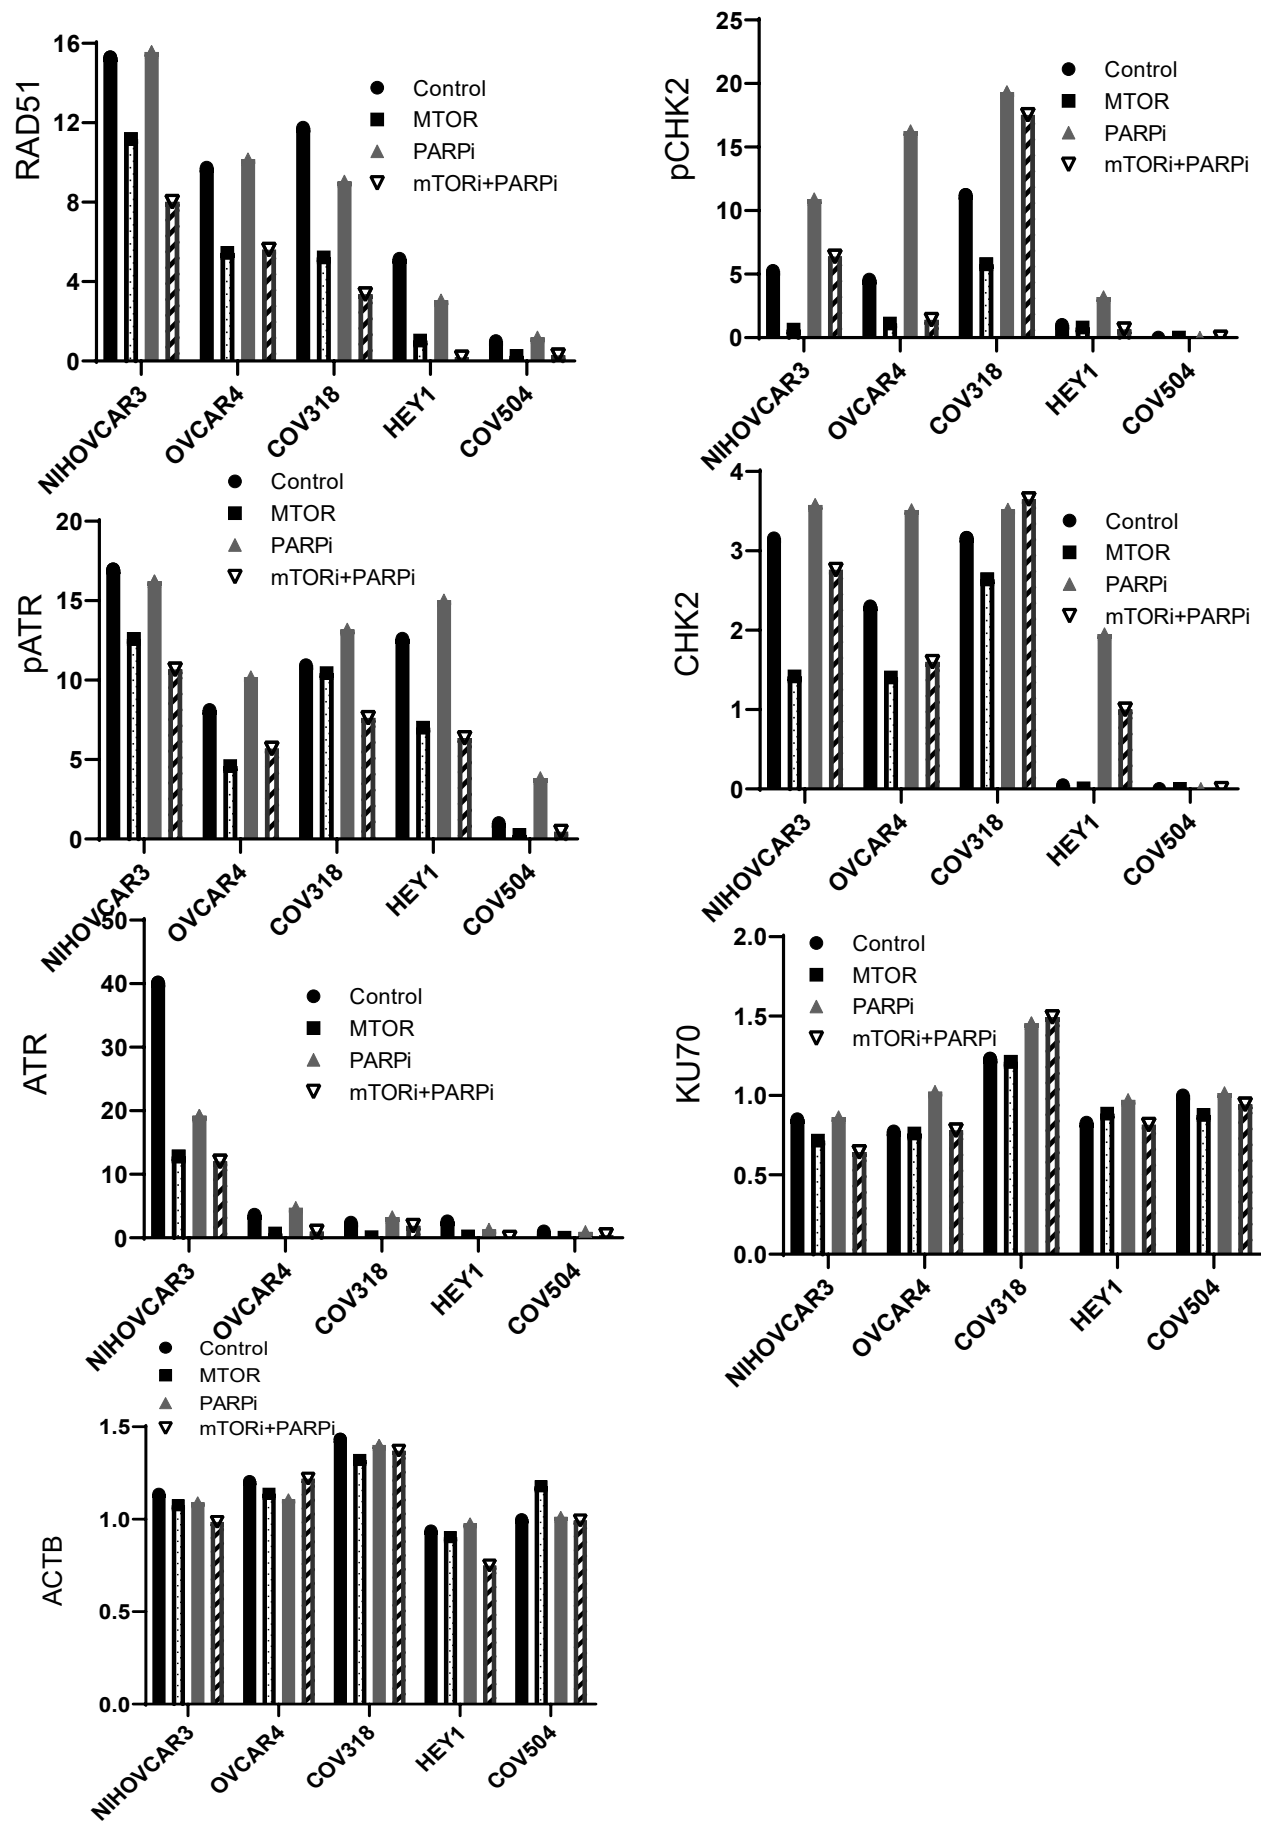 RAD51
16
12
8
4
0
Control
MTOR
PARPi
mTORi+PARPi
NIHOVCAR3
OVCAR4
COV318
HEY1
COV504
pCHK2
25
20
15
10
5
0
Control
MTOR
PARPi
mTORi+PARPi
NIHOVCAR3
OVCAR4
COV318
HEY1
COV504
pATR
20
15
10
5
0
Control
MTOR
PARPi
mTORi+PARPi
NIHOVCAR3
OVCAR4
COV318
HEY1
COV504
CHK2
4
3
2
1
0
Control
MTOR
PARPi
mTORi+PARPi
NIHOVCAR3
OVCAR4
COV318
HEY1
COV504
ATR
50
40
30
20
10
0
Control
MTOR
PARPi
mTORi+PARPi
NIHOVCAR3
OVCAR4
COV318
HEY1
COV504
KU70
2.0
1.5
1.0
0.5
0.0
Control
MTOR
PARPi
mTORi+PARPi
NIHOVCAR3
OVCAR4
COV318
HEY1
COV504
ACTB
1.5
1.0
0.5
0.0
Control
MTOR
PARPi
mTORi+PARPi
NIHOVCAR3
OVCAR4
COV318
HEY1
COV504